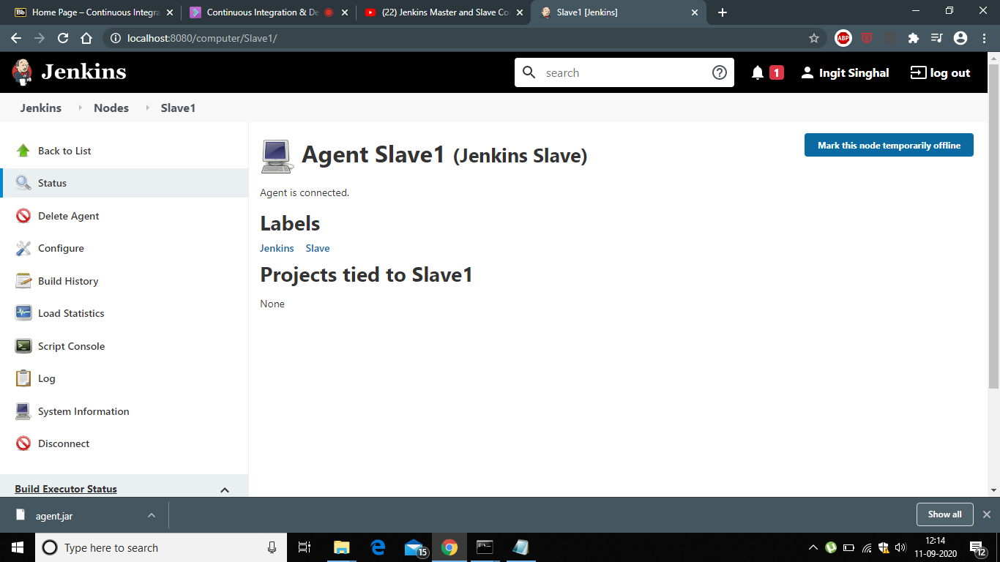 Bb Home Page – Continuous Integra
Continuous Integration & De
(22) Jenkins Master and Slave Co
Slave1 [Jenkins]
localhost:8080/computer/Slave1/
ABP
Jenkins
search
1
Ingit Singhal
log out
Jenkins Nodes Slave1
Back to List
Status
Delete Agent
Configure
Build History
Load Statistics
Script Console
Log
System Information
Disconnect
Build Executor Status
Agent Slave1 (Jenkins Slave)
Mark this node temporarily offline
Agent is connected.
Labels
Jenkins Slave
Projects tied to Slave1
None
agent.jar
Show all
Type here to search
15
12:14
11-09-2020
12